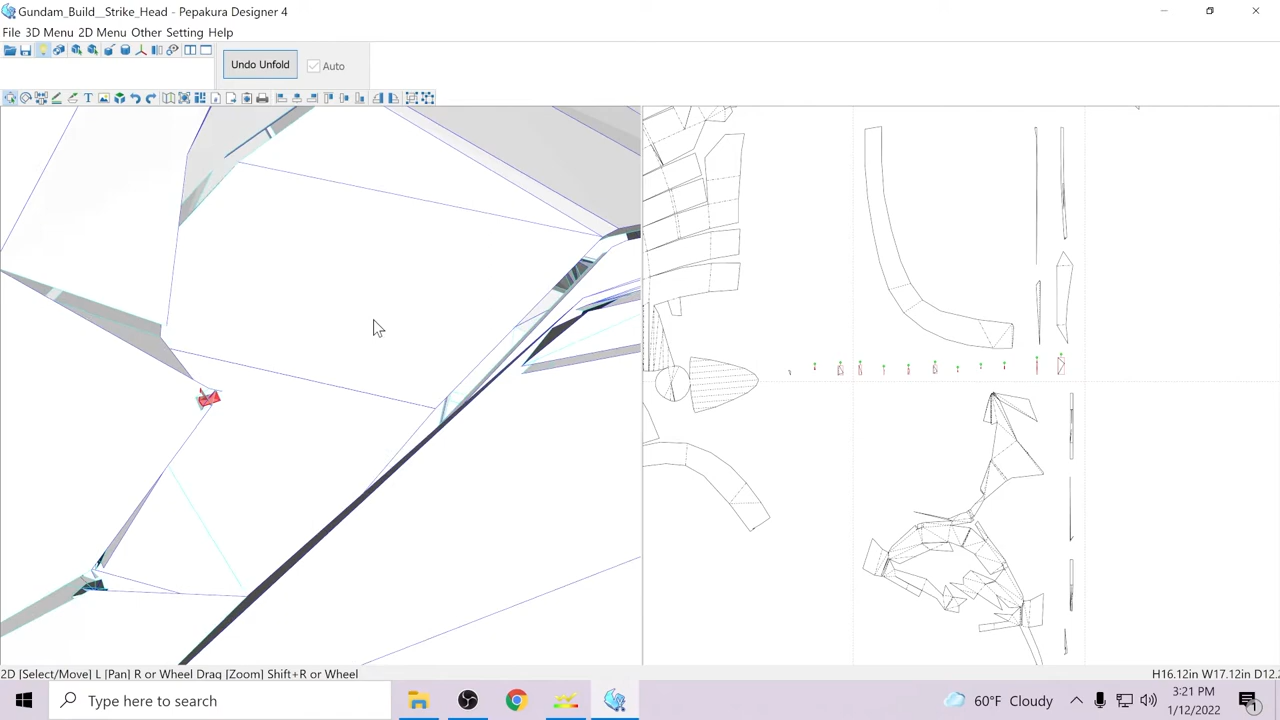 Gundam_Build__Strike_Head - Pepakura Designer 4
File 3D Menu 2D Menu Other Setting Help
Undo Unfold
Auto
2D [Select/Move] L [Pan] R or Wheel Drag [Zoom] Shift+R or Wheel
H16.12in W17.12in D12.
Type here to search
60°F Cloudy
3:21 PM
1/12/2022
1